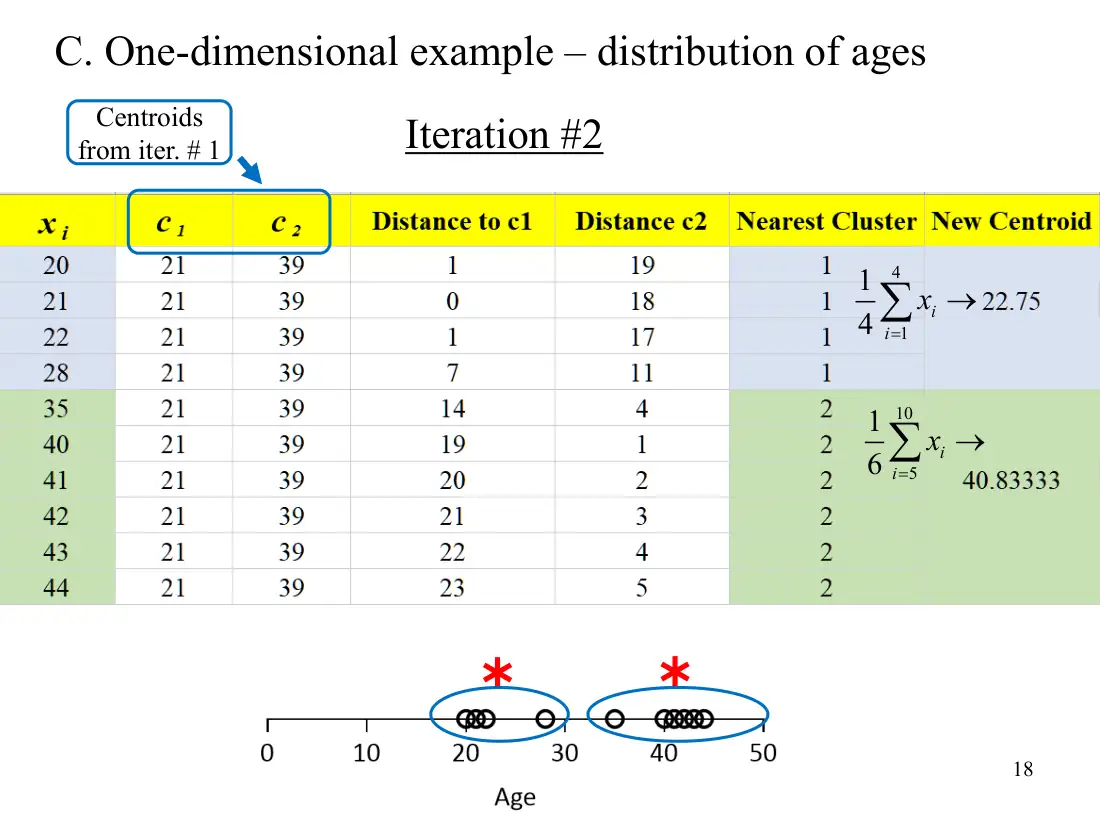 C. One-dimensional example – distribution of ages
Centroids
from iter. # 1
Iteration #2
x i c 1 c 2 Distance to c1 Distance c2 Nearest Cluster New Centroid
20 21 39 1 19 1
21 21 39 0 18 1 1/4 ∑ i=1 4 x i → 22.75
22 21 39 1 17 1
28 21 39 7 11 1
35 21 39 14 4 2
40 21 39 19 1 2 1/6 ∑ i=5 10 x i →
41 21 39 20 2 2 40.83333
42 21 39 21 3 2
43 21 39 22 4 2
44 21 39 23 5 2
* *
0 10 20 30 40 50
Age
18